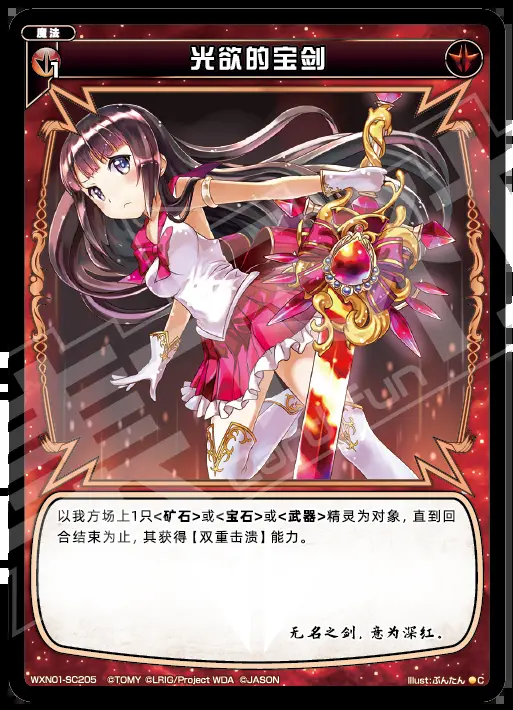 魔法
1
光欲的宝剑
以我方场上1只<矿石>或<宝石>或<武器>精灵为对象, 直到回
合结束为止, 其获得【双重击溃】能力。
无名之剑, 意为深红。
WXN01-SC205 ©TOMY ©LRIG/Project WDA ©JASON Illust:ぶんたん C